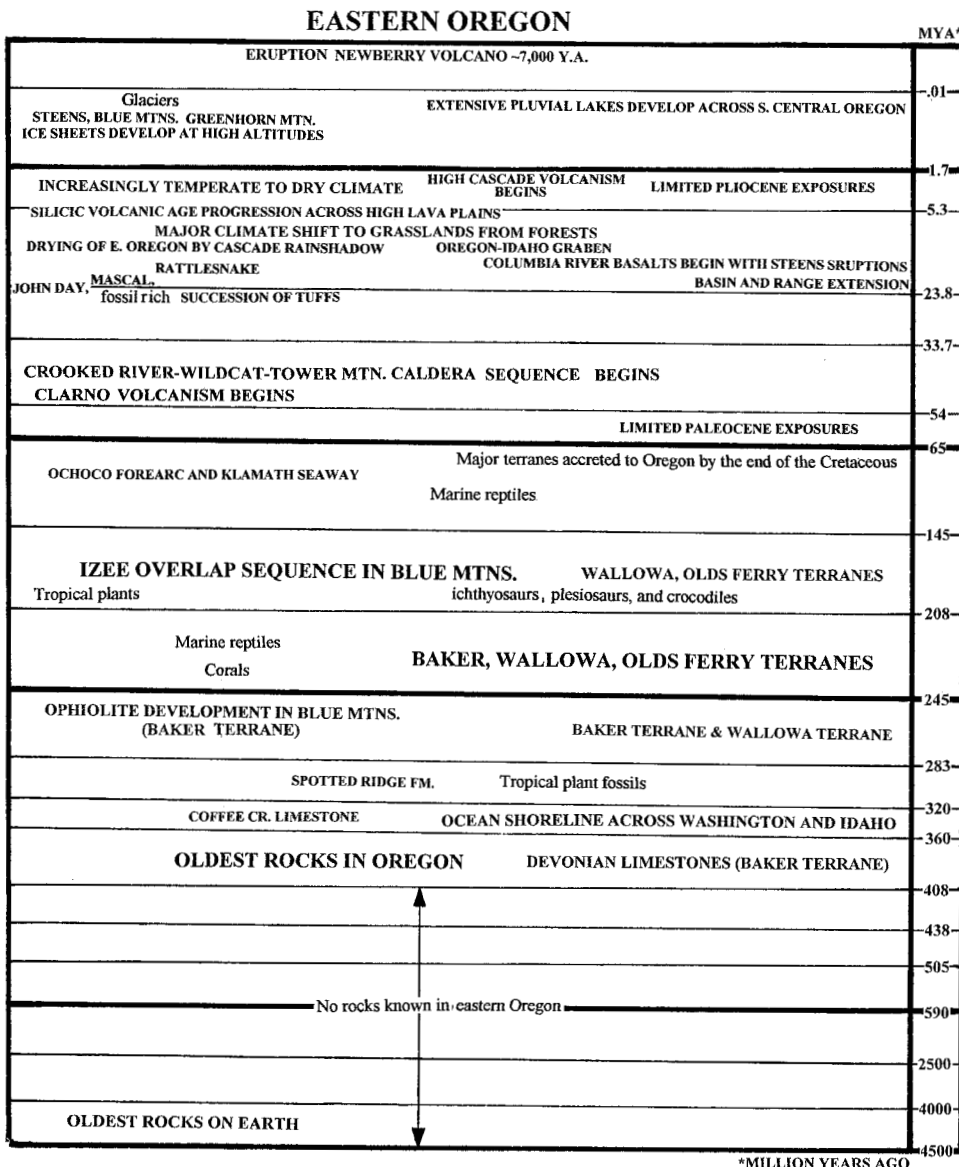 EASTERN OREGON
MYA*
ERUPTION NEWBERRY VOLCANO ~7,000 Y.A.
.01
Glaciers
STEENS, BLUE MTNS. GREENHORN MTN.
ICE SHEETS DEVELOP AT HIGH ALTITUDES
EXTENSIVE PLUVIAL LAKES DEVELOP ACROSS S. CENTRAL OREGON
1.7
INCREASINGLY TEMPERATE TO DRY CLIMATE
HIGH CASCADE VOLCANISM
BEGINS
LIMITED PLIOCENE EXPOSURES
5.3
SILICIC VOLCANIC AGE PROGRESSION ACROSS HIGH LAVA PLAINS
MAJOR CLIMATE SHIFT TO GRASSLANDS FROM FORESTS
DRYING OF E. OREGON BY CASCADE RAINSHADOW
OREGON-IDAHO GRABEN
RATTLESNAKE
COLUMBIA RIVER BASALTS BEGIN WITH STEENS SRUPTIONS
JOHN DAY, MASCAL,
BASIN AND RANGE EXTENSION
23.8
fossil rich SUCCESSION OF TUFFS
33.7
CROOKED RIVER-WILDCAT-TOWER MTN. CALDERA SEQUENCE BEGINS
CLARNO VOLCANISM BEGINS
54
LIMITED PALEOCENE EXPOSURES
65
OCHOCO FOREARC AND KLAMATH SEAWAY
Major terranes accreted to Oregon by the end of the Cretaceous
Marine reptiles
145
IZEE OVERLAP SEQUENCE IN BLUE MTNS.
WALLOWA, OLDS FERRY TERRANES
Tropical plants
ichthyosaurs, plesiosaurs, and crocodiles
208
Marine reptiles
Corals
BAKER, WALLOWA, OLDS FERRY TERRANES
245
OPHIOLITE DEVELOPMENT IN BLUE MTNS.
(BAKER TERRANE)
BAKER TERRANE & WALLOWA TERRANE
283
SPOTTED RIDGE FM.
Tropical plant fossils
320
COFFEE CR. LIMESTONE
OCEAN SHORELINE ACROSS WASHINGTON AND IDAHO
360
OLDEST ROCKS IN OREGON
DEVONIAN LIMESTONES (BAKER TERRANE)
408
438
505
No rocks known in eastern Oregon
590
2500
4000
OLDEST ROCKS ON EARTH
4500
*MILLION YEARS AGO